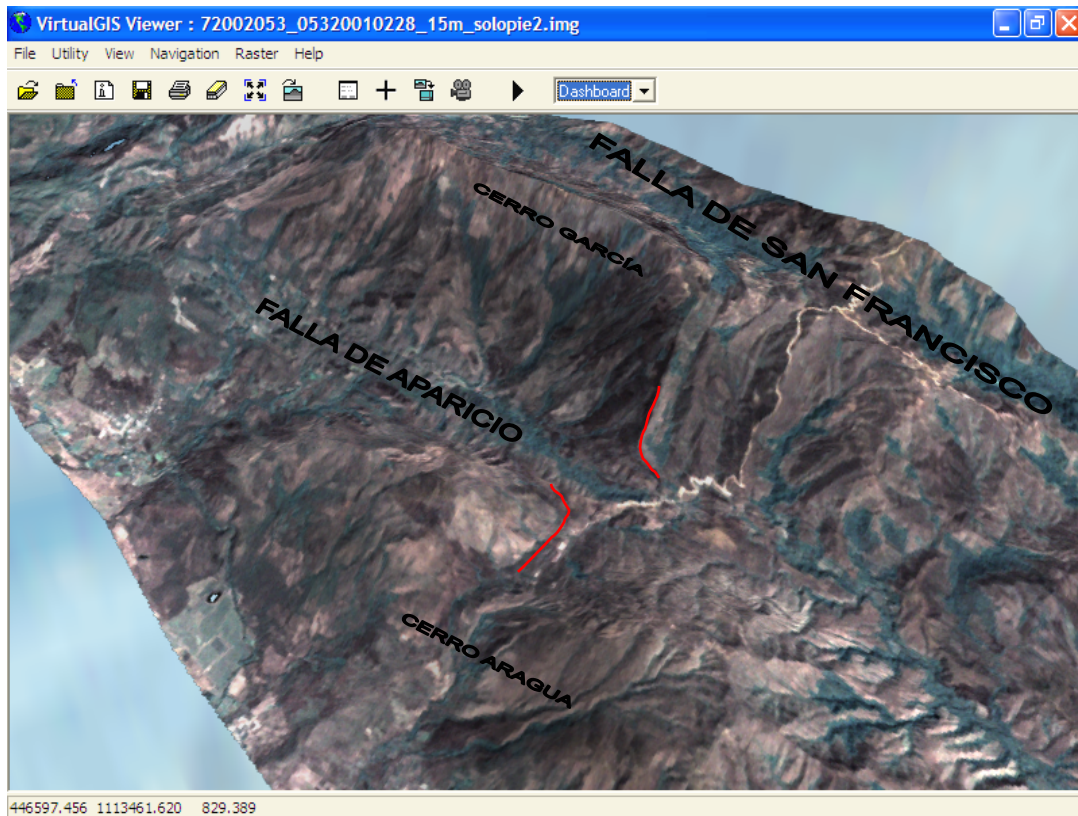 VirtualGIS Viewer : 72002053_05320010228_15m_solopie2.img
File Utility View Navigation Raster Help
Dashboard
FALLA DE SAN FRANCISCO
CERRO GARCÍA
FALLA DE APARICIO
CERRO ARAGUA
446597.456 1113461.620 829.389